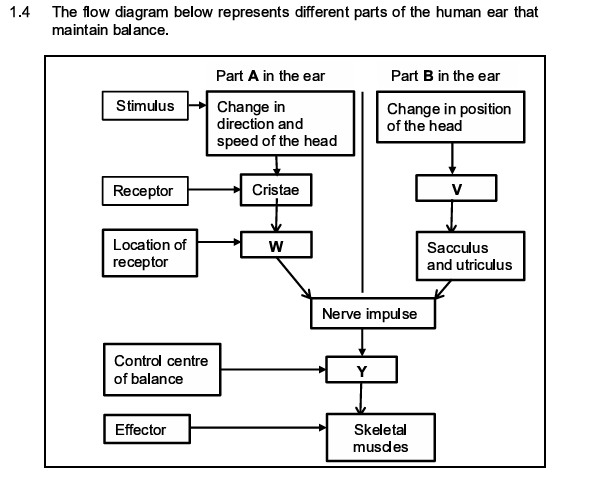 1.4 The flow diagram below represents different parts of the human ear that
maintain balance.
Part A in the ear
Part B in the ear
Stimulus
Change in
direction and
speed of the head
Change in position
of the head
Receptor
Cristae
V
Location of
receptor
W
Sacculus
and utriculus
Nerve impulse
Control centre
of balance
Y
Effector
Skeletal
muscles